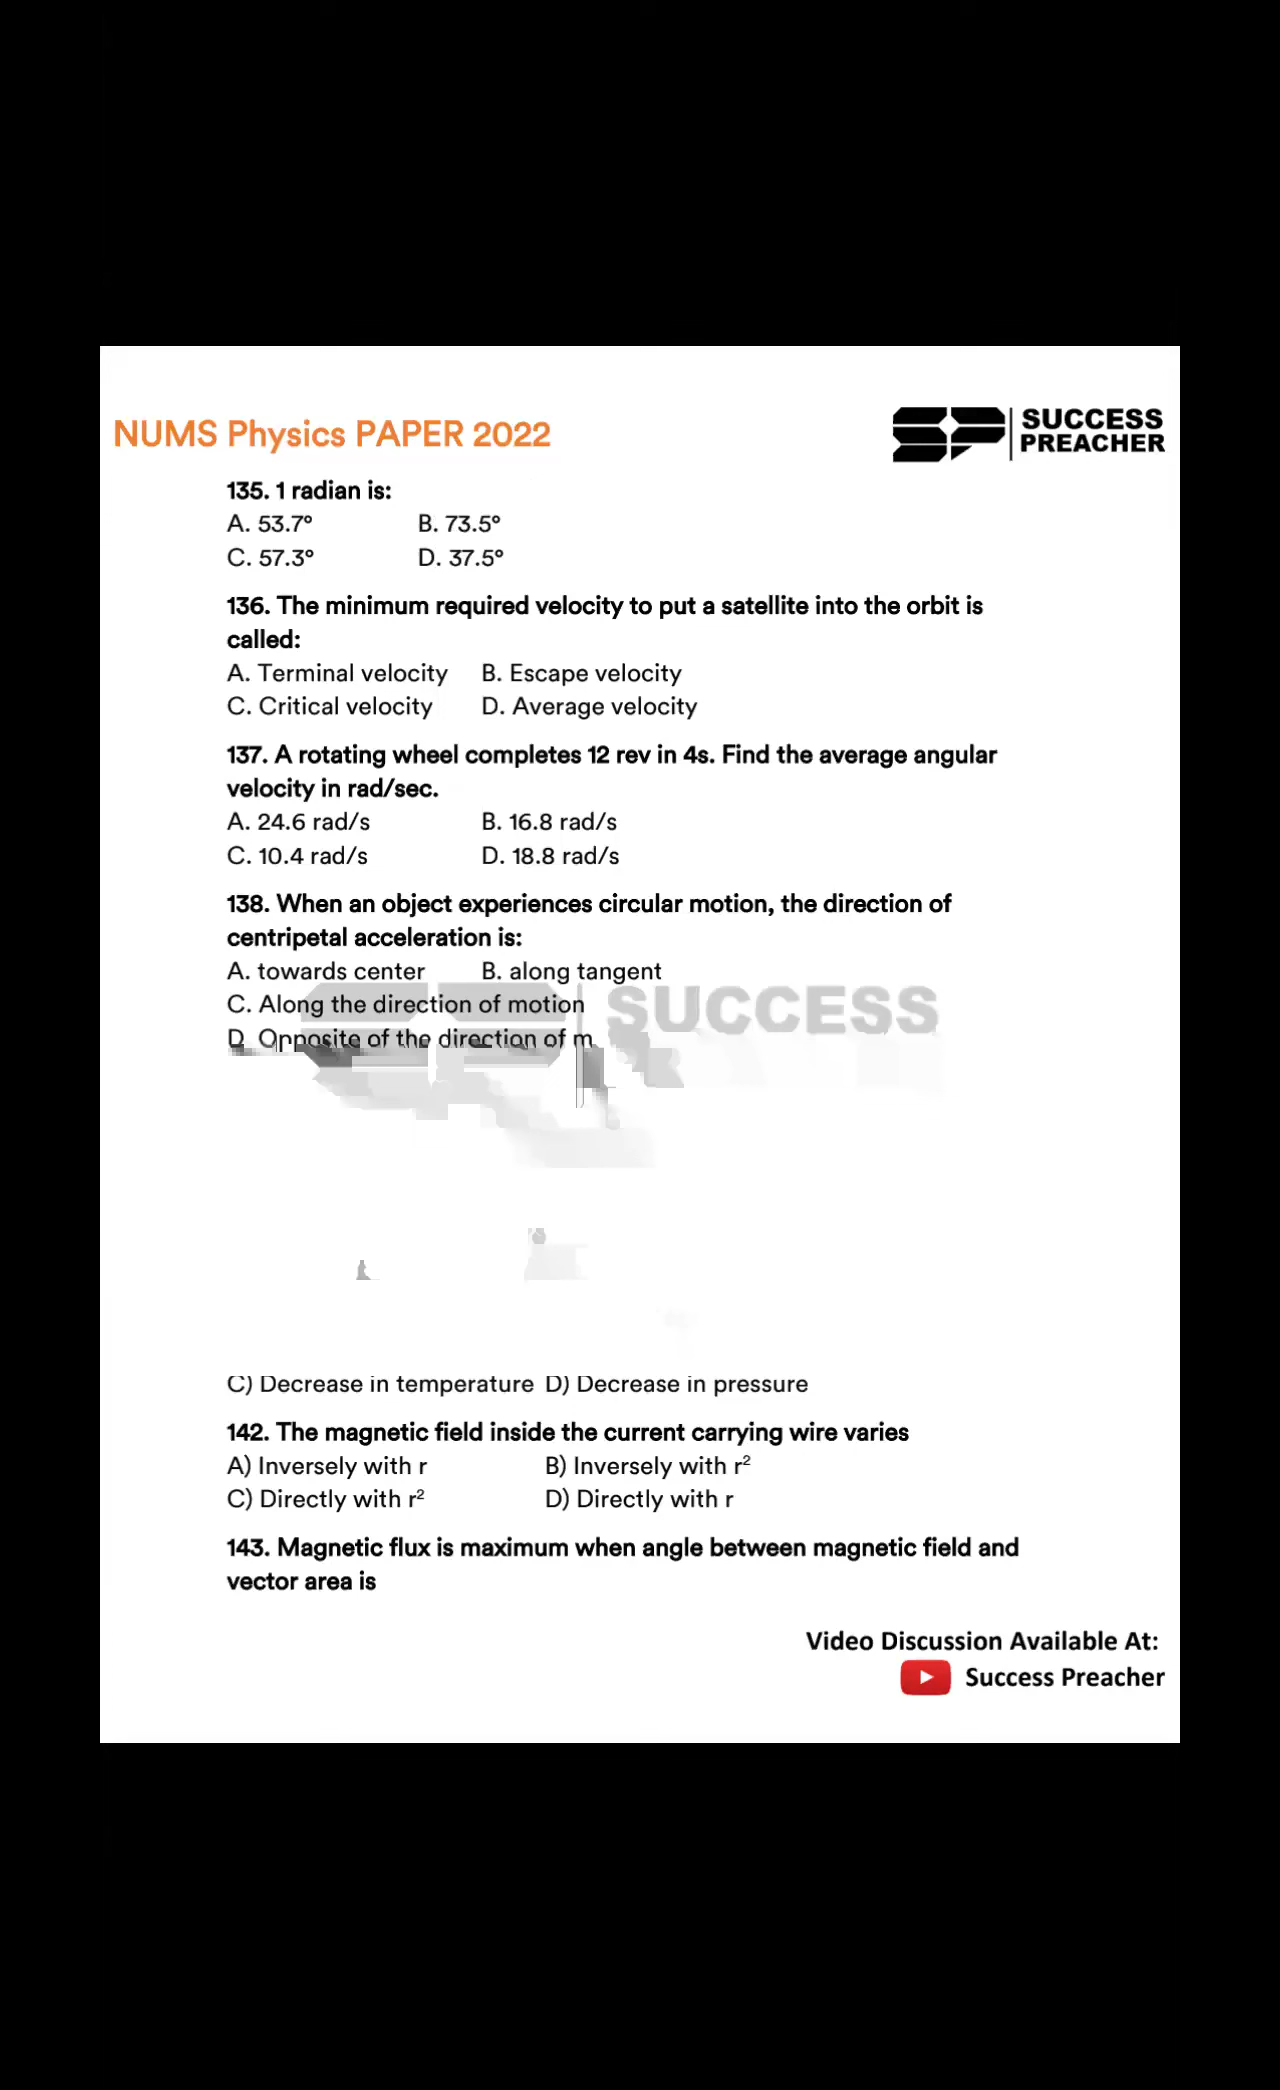 NUMS Physics PAPER 2022
SUCCESS
PREACHER
135. 1 radian is:
A. 53.7° B. 73.5°
C. 57.3° D. 37.5°
136. The minimum required velocity to put a satellite into the orbit is
called:
A. Terminal velocity B. Escape velocity
C. Critical velocity D. Average velocity
137. A rotating wheel completes 12 rev in 4s. Find the average angular
velocity in rad/sec.
A. 24.6 rad/s B. 16.8 rad/s
C. 10.4 rad/s D. 18.8 rad/s
138. When an object experiences circular motion, the direction of
centripetal acceleration is:
A. towards center B. along tangent
C. Along the direction of motion
SUCCESS
D. Opposite of the direction of
C) Decrease in temperature D) Decrease in pressure
142. The magnetic field inside the current carrying wire varies
A) Inversely with r B) Inversely with r²
C) Directly with r² D) Directly with r
143. Magnetic flux is maximum when angle between magnetic field and
vector area is
Video Discussion Available At:
Success Preacher